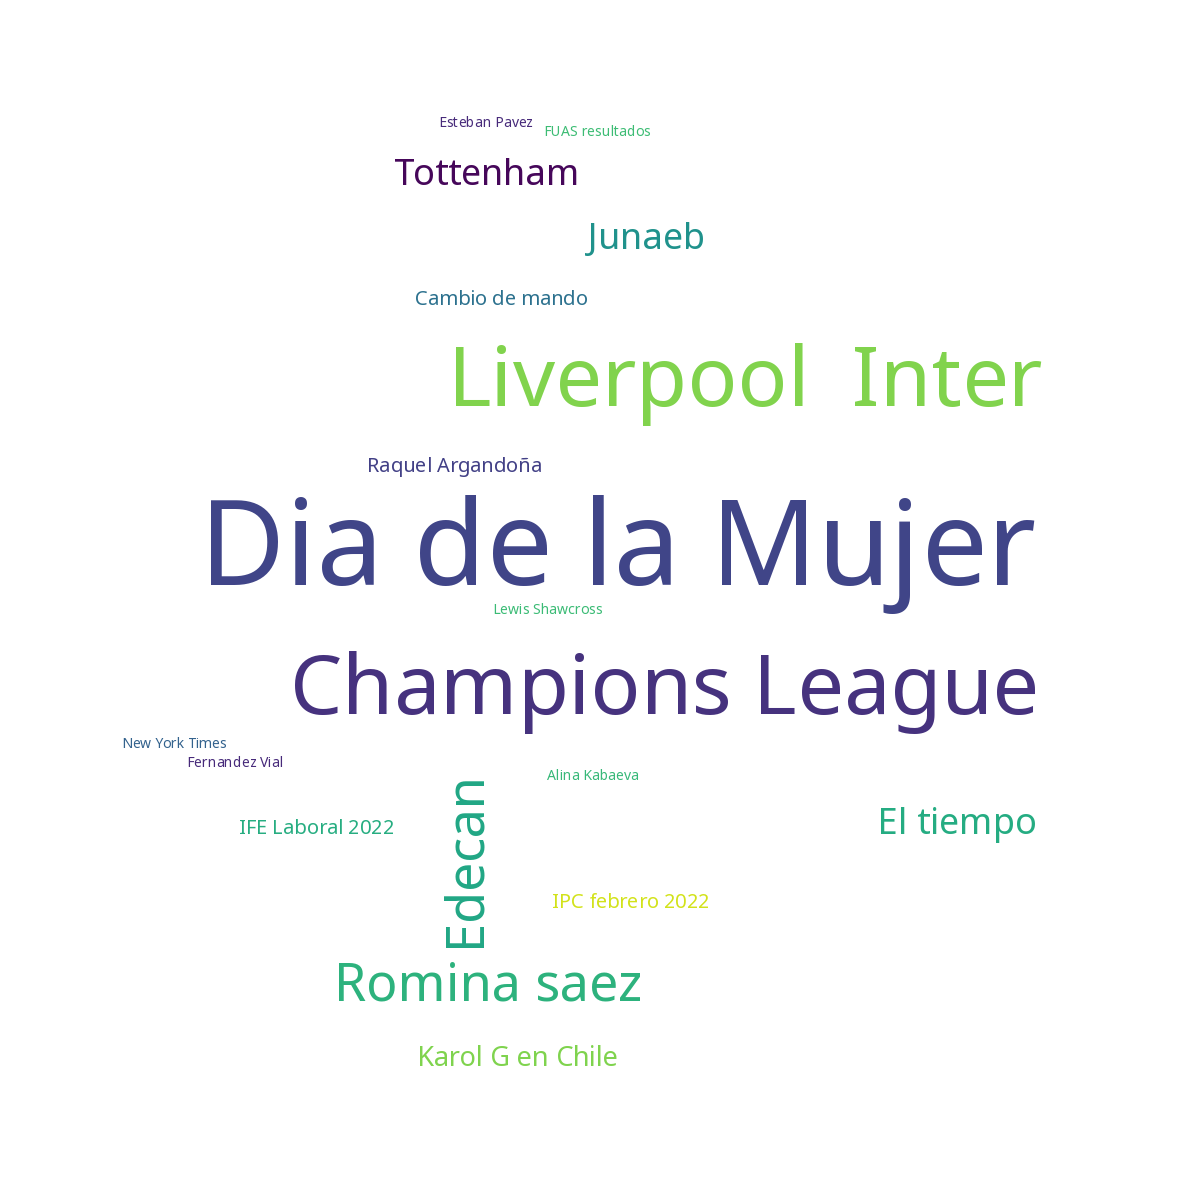 Esteban Pavez
FUAS resultados
Tottenham
Junaeb
Cambio de mando
Liverpool  Inter
Raquel Argandoña
Dia de la Mujer
Lewis Shawcross
Champions League
New York Times
Fernandez Vial
Alina Kabaeva
Edecan
El tiempo
IFE Laboral 2022
IPC febrero 2022
Romina saez
Karol G en Chile